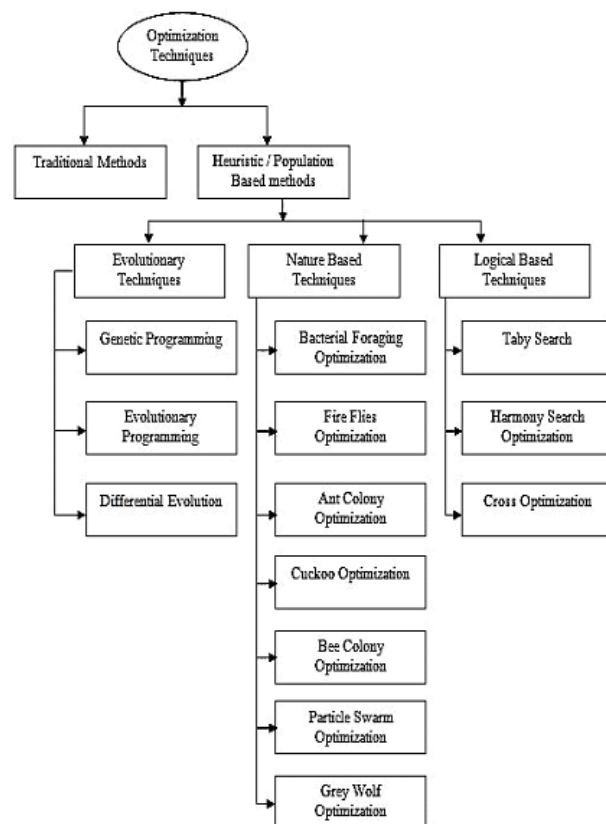 Optimization
Techniques
Traditional Methods
Heuristic / Population
Based methods
Evolutionary
Techniques
Nature Based
Techniques
Logical Based
Techniques
Genetic Programming
Evolutionary
Programming
Differential Evolution
Bacterial Foraging
Optimization
Fire Flies
Optimization
Ant Colony
Optimization
Cuckoo Optimization
Bee Colony
Optimization
Particle Swarm
Optimization
Grey Wolf
Optimization
Taby Search
Harmony Search
Optimization
Cross Optimization